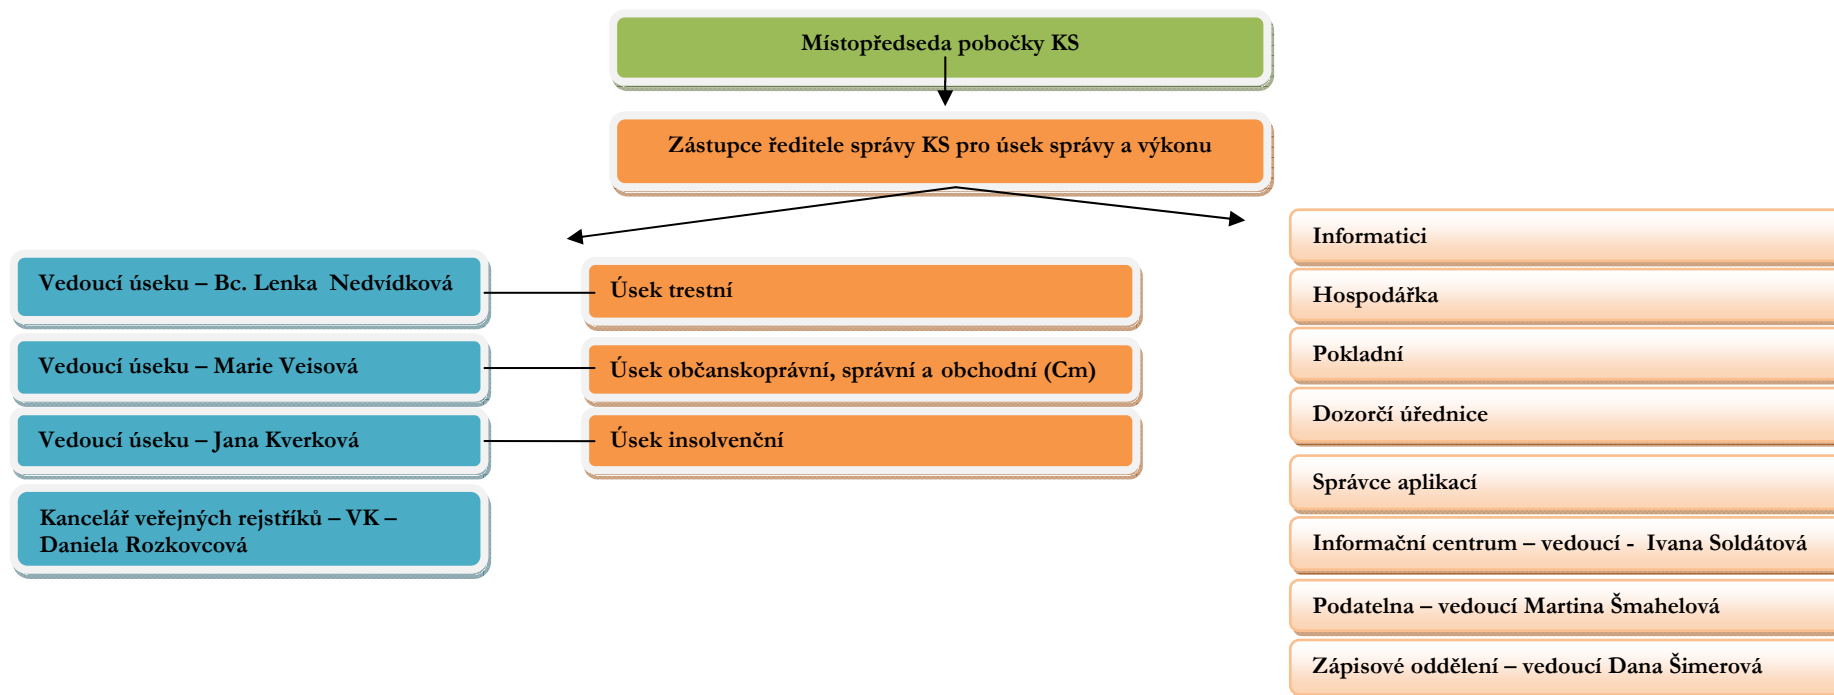 Místopředseda pobočky KS
Zástupce ředitele správy KS pro úsek správy a výkonu
Vedoucí úseku – Bc. Lenka Nedvídková
Úsek trestní
Vedoucí úseku – Marie Veisová
Úsek občanskoprávní, správní a obchodní (Cm)
Vedoucí úseku – Jana Kverková
Úsek insolvenční
Kancelář veřejných rejstříků – VK –
Daniela Rozkovcová
Informatici
Hospodářka
Pokladní
Dozorčí úřednice
Správce aplikací
Informační centrum – vedoucí - Ivana Soldátová
Podatelna – vedoucí Martina Šmahelová
Zápisové oddělení – vedoucí Dana Šimerová